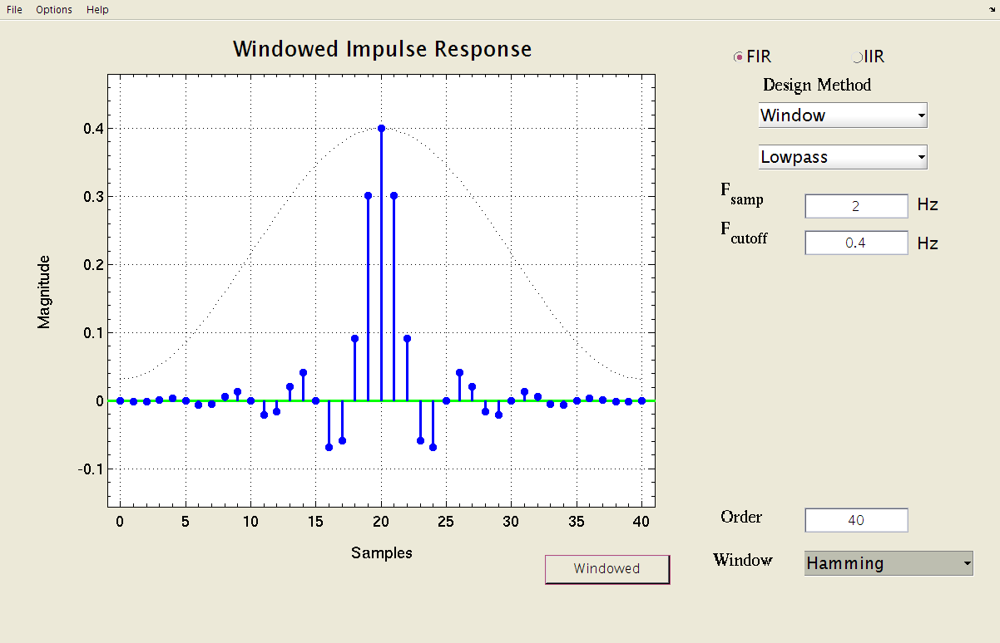 File Options Help
Windowed Impulse Response
FIR IIR
Design Method
Window
Lowpass
F samp 2 Hz
F cutoff 0.4 Hz
Magnitude
0.4
0.3
0.2
0.1
0
-0.1
0 5 10 15 20 25 30 35 40
Samples
Windowed
Order 40
Window Hamming